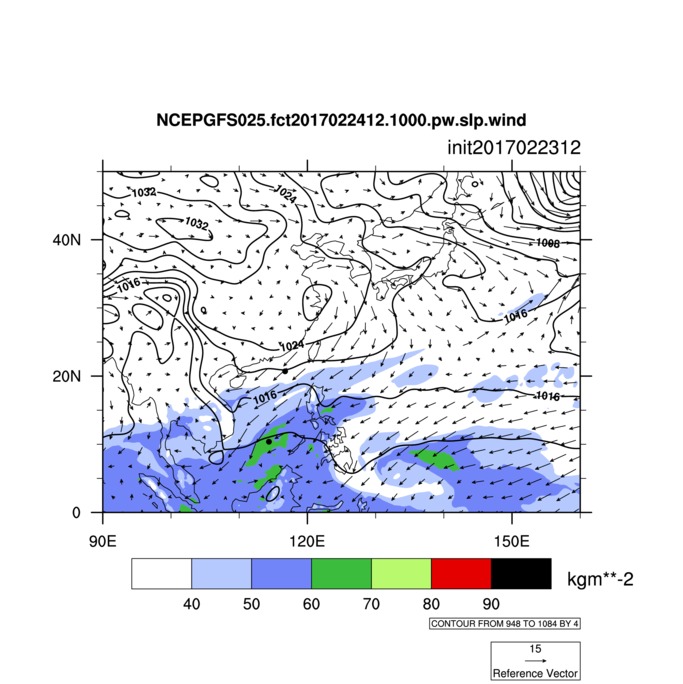 NCEPGFS025.fct2017022412.1000.pw.slp.wind
init2017022312
1032
1024
1032
1008
40N
1016
1016
1024
20N
1016
1016
0
90E 120E 150E
kgm**-2
40 50 60 70 80 90
CONTOUR FROM 948 TO 1084 BY 4
15
Reference Vector